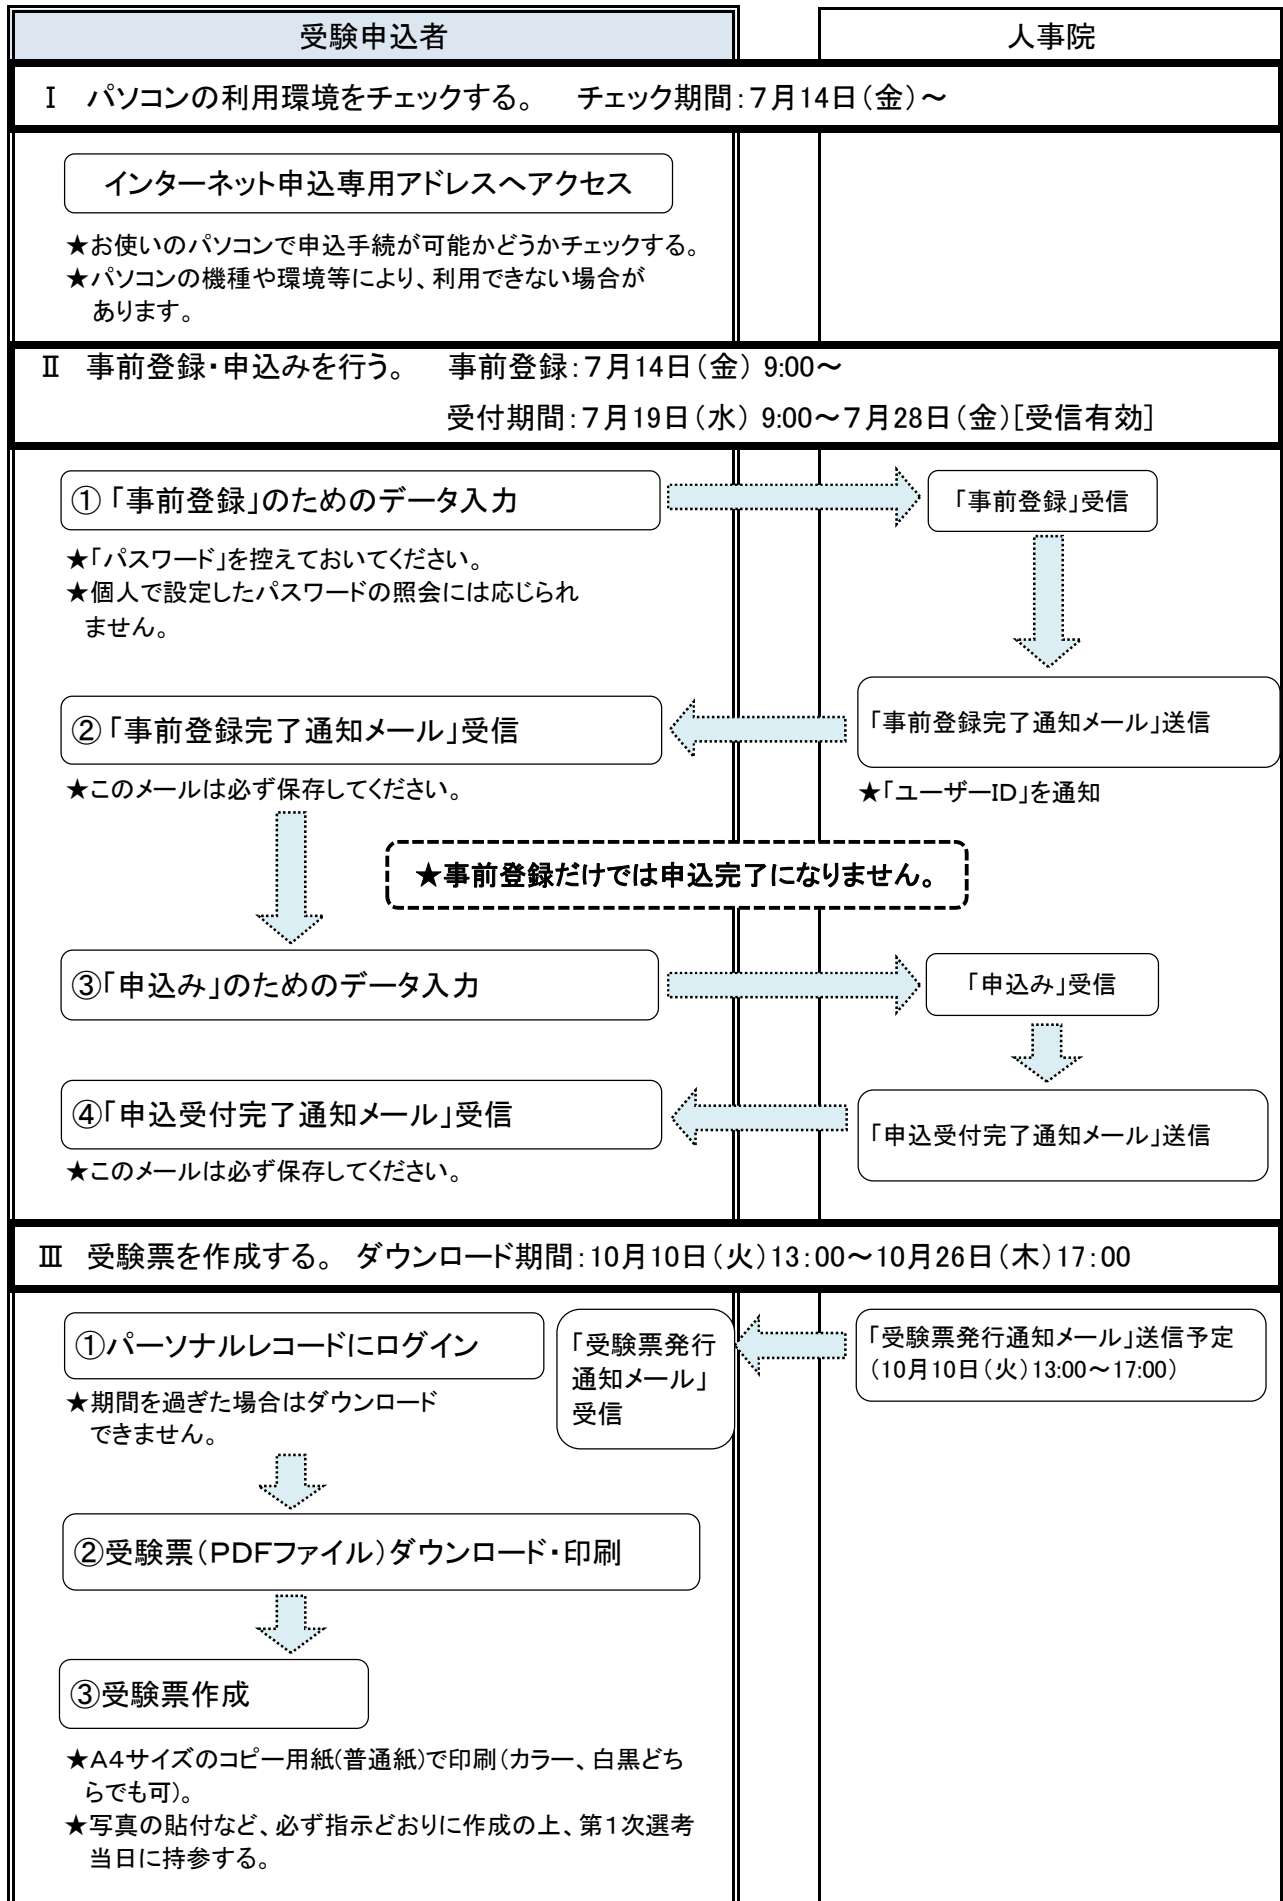 受験申込者
人事院
Ⅰ　パソコンの利用環境をチェックする。　チェック期間：７月14日（金）～
インターネット申込専用アドレスへアクセス
★お使いのパソコンで申込手続が可能かどうかチェックする。
★パソコンの機種や環境等により、利用できない場合が
あります。
Ⅱ　事前登録・申込みを行う。　事前登録：７月14日（金） 9:00～
受付期間：７月19日（水） 9:00～７月28日（金）［受信有効］
①「事前登録」のためのデータ入力
「事前登録」受信
★「パスワード」を控えておいてください。
★個人で設定したパスワードの照会には応じられ
ません。
②「事前登録完了通知メール」受信
「事前登録完了通知メール」送信
★このメールは必ず保存してください。
★「ユーザーID」を通知
★事前登録だけでは申込完了になりません。
③「申込み」のためのデータ入力
「申込み」受信
④「申込受付完了通知メール」受信
「申込受付完了通知メール」送信
★このメールは必ず保存してください。
Ⅲ　受験票を作成する。　ダウンロード期間：10月10日（火）13：00～10月26日（木）17：00
①パーソナルレコードにログイン
「受験票発行
通知メール」
受信
「受験票発行通知メール」送信予定
（10月10日（火）13:00～17:00）
★期間を過ぎた場合はダウンロード
できません。
②受験票（ＰＤＦファイル）ダウンロード・印刷
③受験票作成
★Ａ４サイズのコピー用紙(普通紙)で印刷（カラー、白黒どち
らでも可）。
★写真の貼付など、必ず指示どおりに作成の上、第１次選考
当日に持参する。